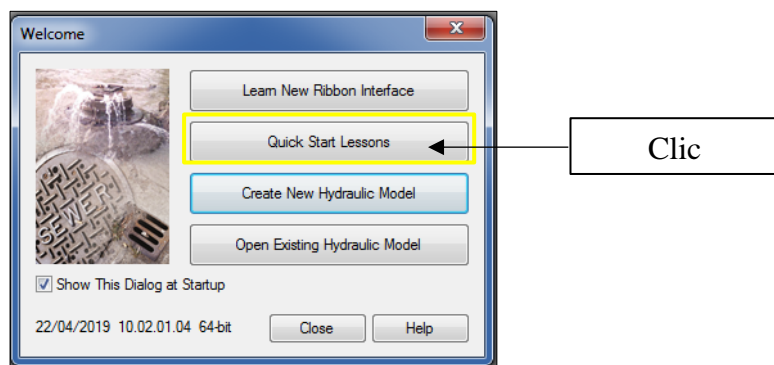 Welcome
Learn New Ribbon Interface
Quick Start Lessons
Clic
Create New Hydraulic Model
SEWER
Open Existing Hydraulic Model
Show This Dialog at Startup
22/04/2019 10.02.01.04 64-bit
Close
Help